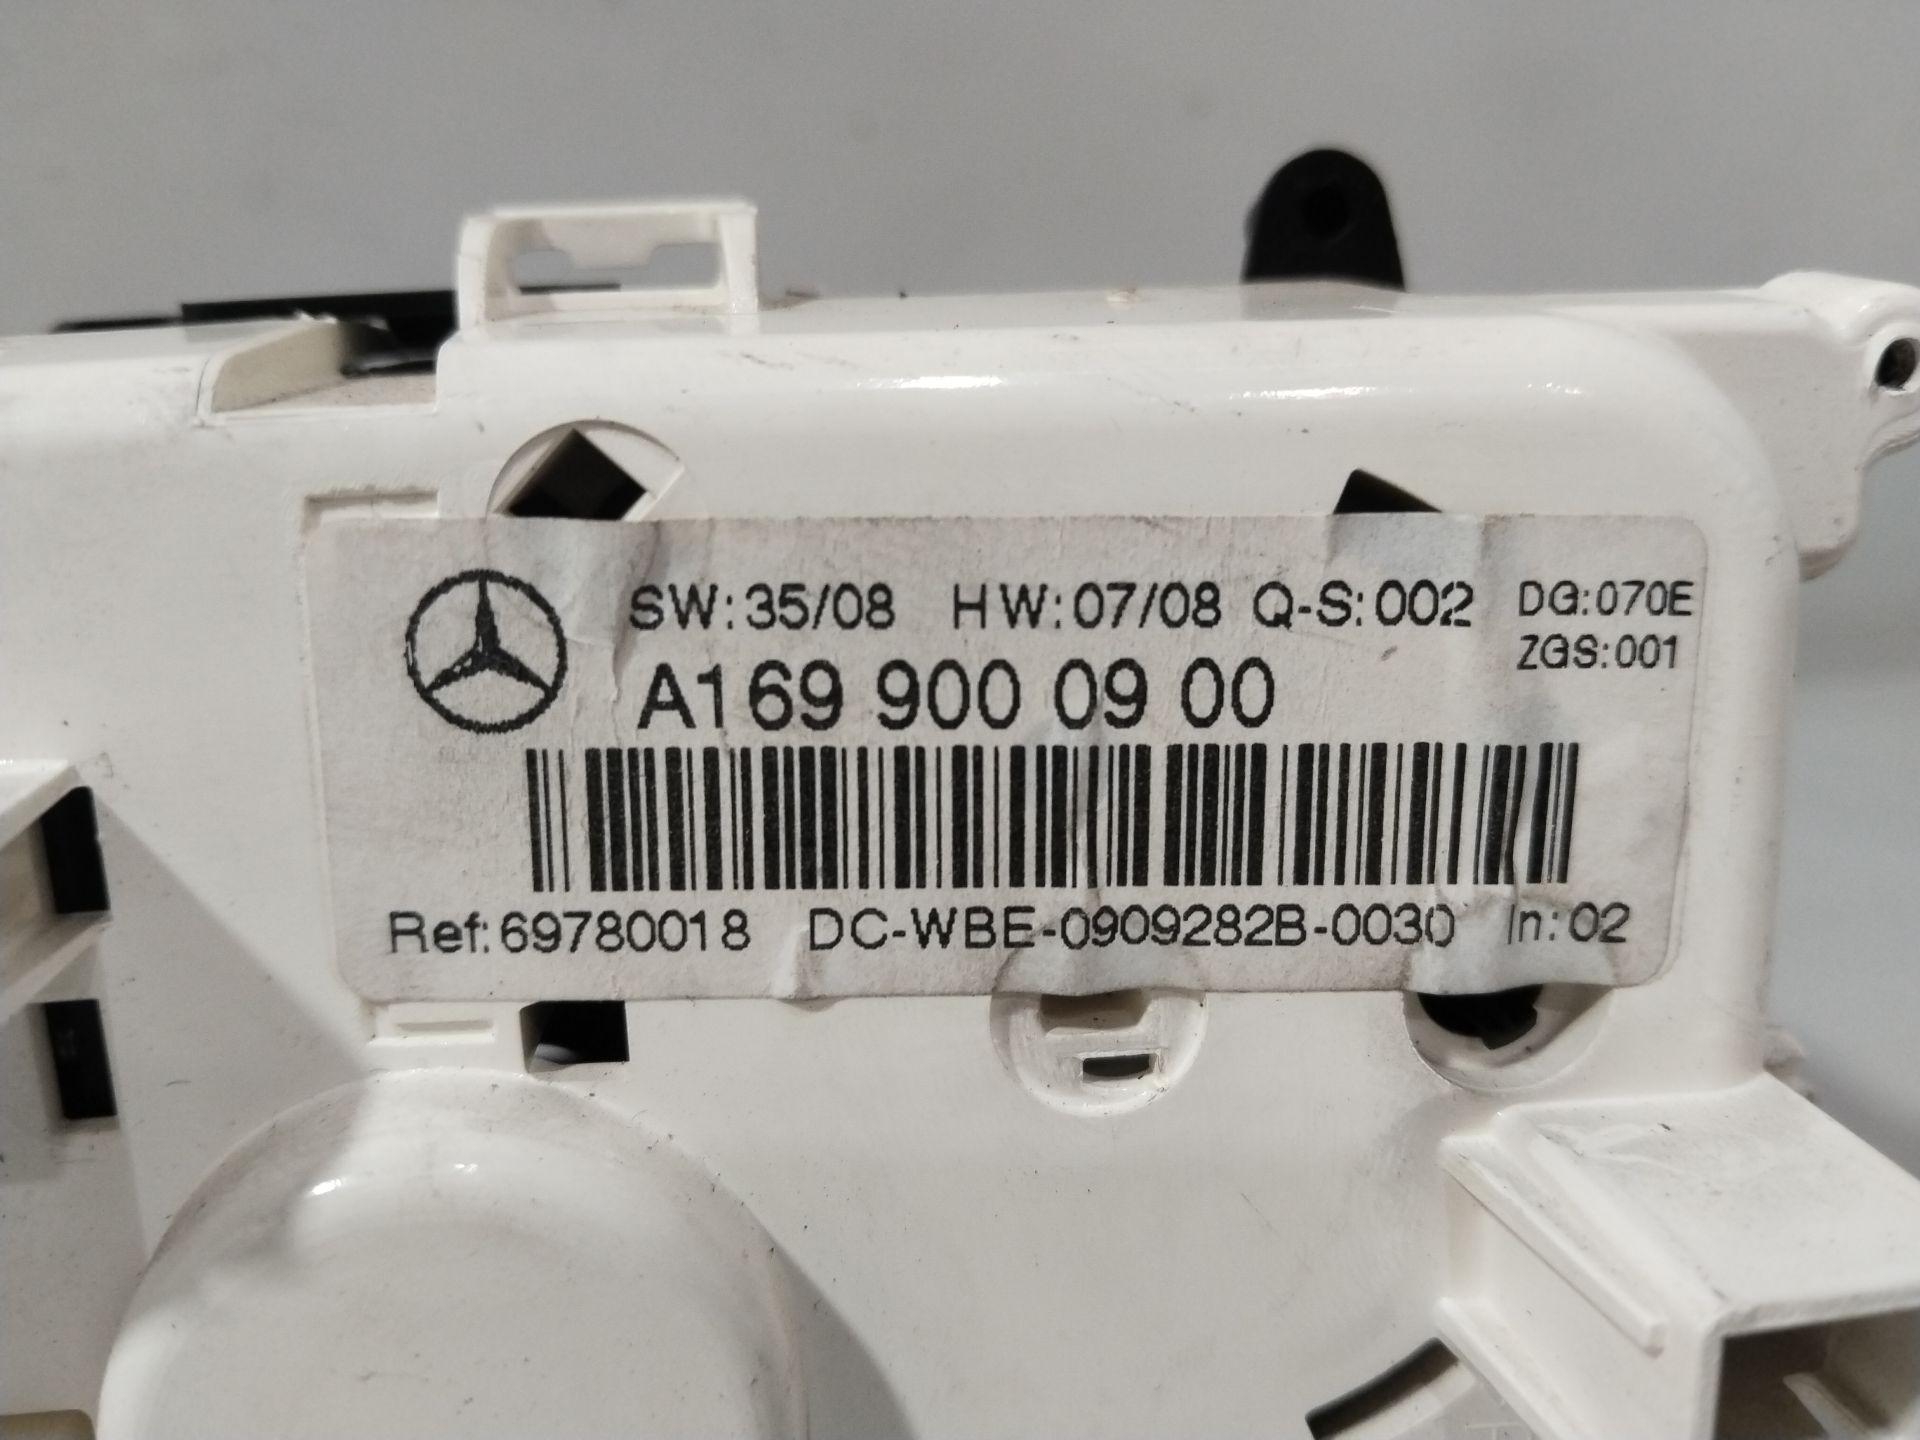 SW:35/08 HW:07/08 Q-S:002 DG:070E
ZGS:001
A169 900 09 00
Ref:69780018 DC-WBE-0909282B-0030 In:02